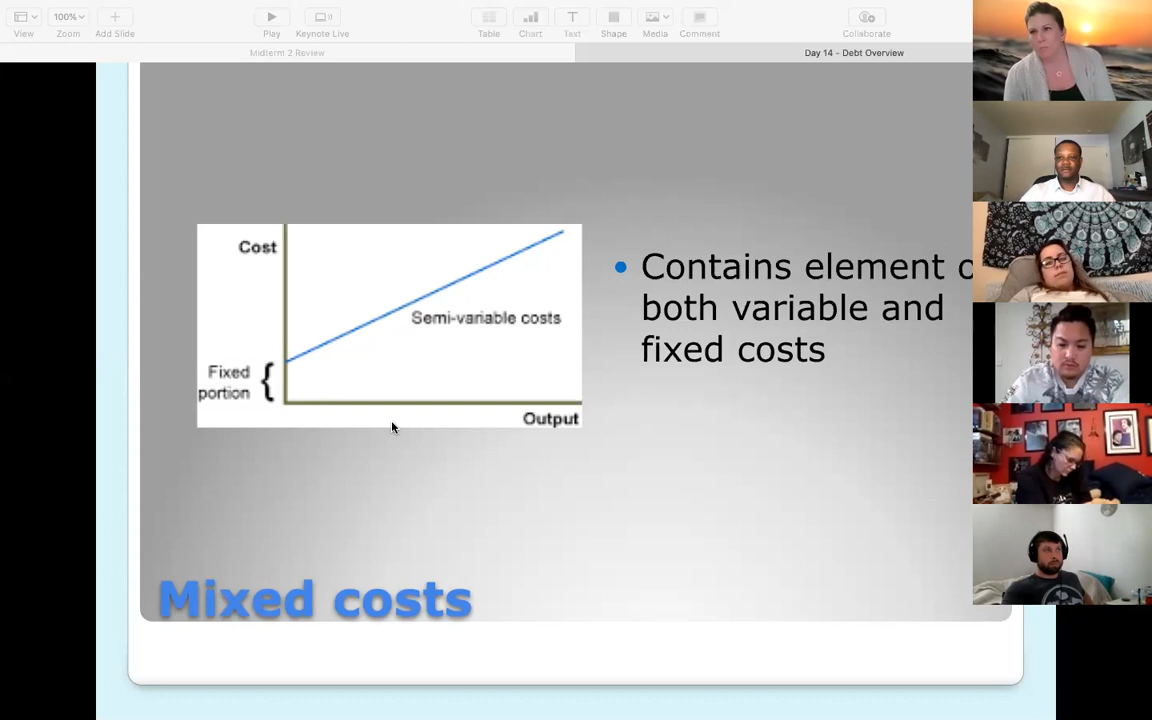 View
100%
Zoom
Add Slide
Play
Keynote Live
Table
Chart
Text
Shape
Media
Comment
Collaborate
Midterm 2 Review
Day 14 - Debt Overview
Cost
Semi-variable costs
Fixed
portion
Output
Contains element o
both variable and
fixed costs
Mixed costs